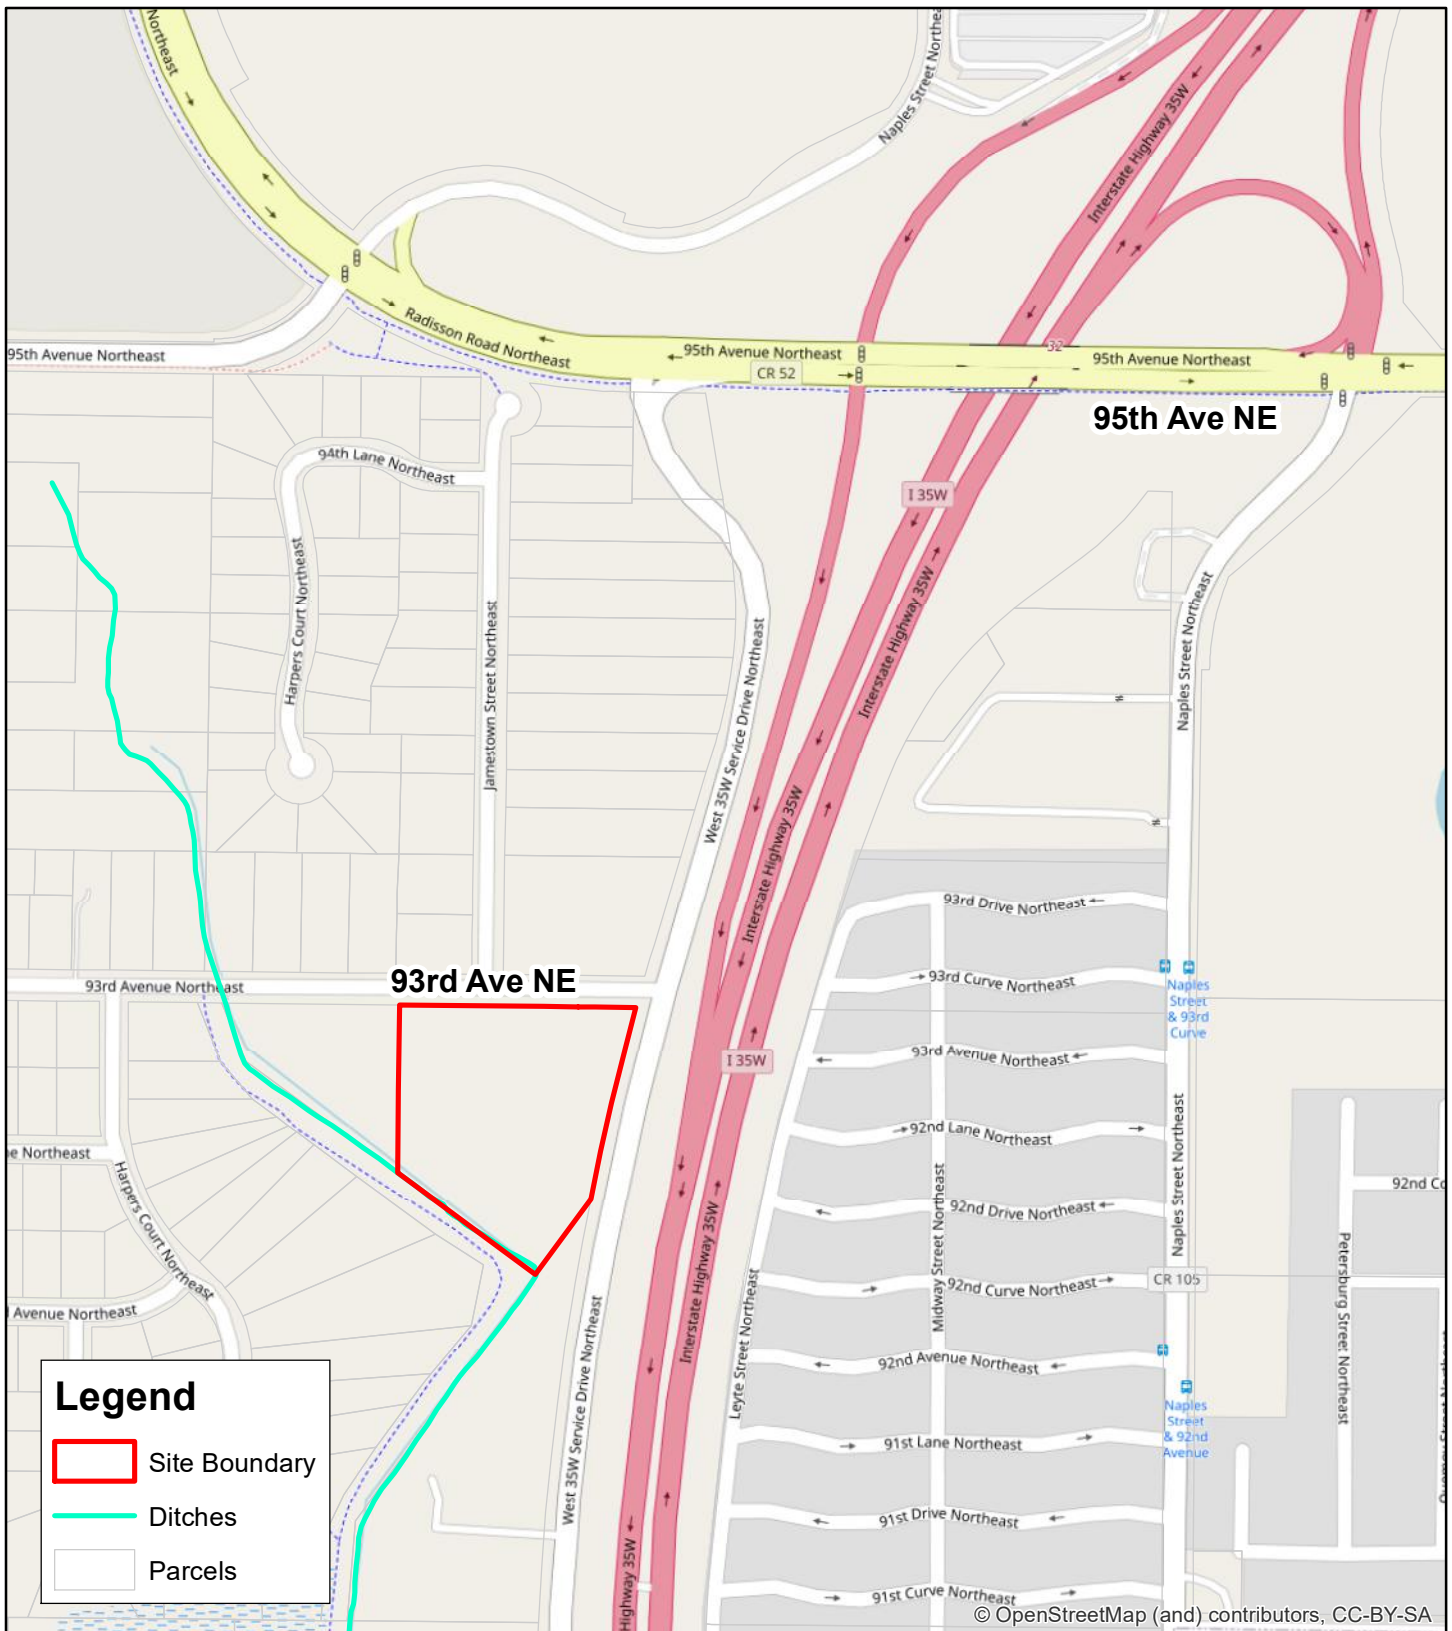 Northeast
Naples Street Northea
Interstate Highway 35W
Radisson Road Northeast
95th Avenue Northeast
95th Avenue Northeast
CR 52
32
95th Avenue Northeast
95th Ave NE
94th Lane Northeast
I 35W
Harpers Court Northeast
Jamestown Street Northeast
West 35W Service Drive Northeast
Interstate Highway 35W
Interstate Highway 35W
Naples Street Northeast
93rd Drive Northeast
93rd Avenue Northeast
93rd Ave NE
93rd Curve Northeast
Naples
Street
& 93rd
Curve
I 35W
93rd Avenue Northeast
92nd Lane Northeast
e Northeast
Harpers Court Northeast
Midway Street Northeast
Naples Street Northeast
92nd Co
92nd Drive Northeast
Interstate Highway 35W
Leyte Street Northeast
92nd Curve Northeast
CR 105
Petersburg Street Northeast
Avenue Northeast
West 35W Service Drive Northeast
92nd Avenue Northeast
Naples
Street
& 92nd
Avenue
Legend
Site Boundary
Ditches
Parcels
91st Lane Northeast
91st Drive Northeast
Highway 35W
91st Curve Northeast
© OpenStreetMap (and) contributors, CC-BY-SA